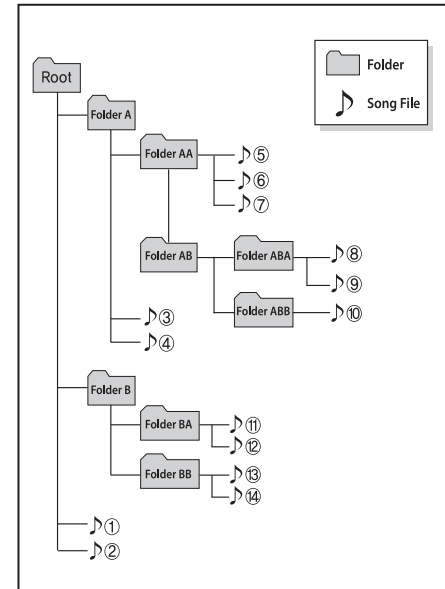 Root
Folder
Song File
Folder A
Folder AA
⑤
⑥
⑦
Folder AB
Folder ABA
⑧
⑨
Folder ABB
⑩
③
④
Folder B
Folder BA
⑪
⑫
Folder BB
⑬
⑭
①
②